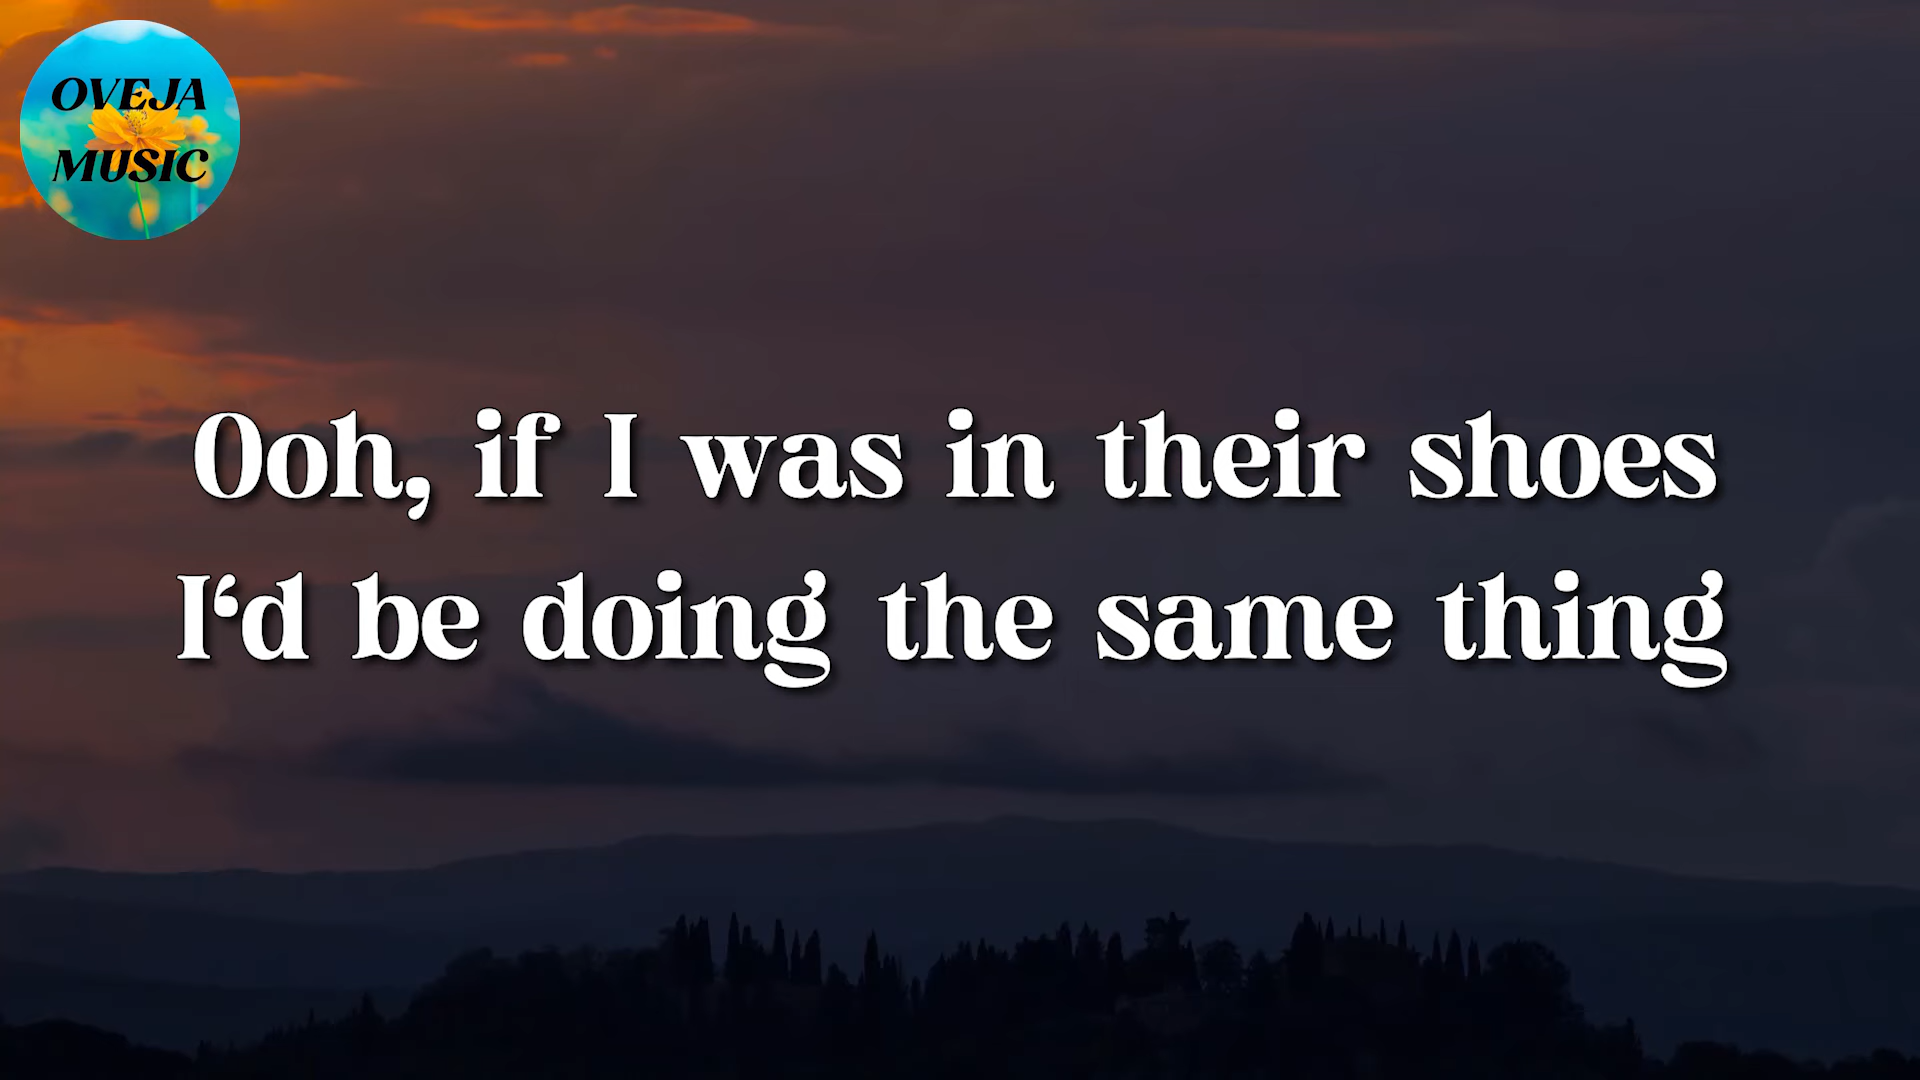 OVEJA
MUSIC
Ooh, if I was in their shoes
I‘d be doing the same thing